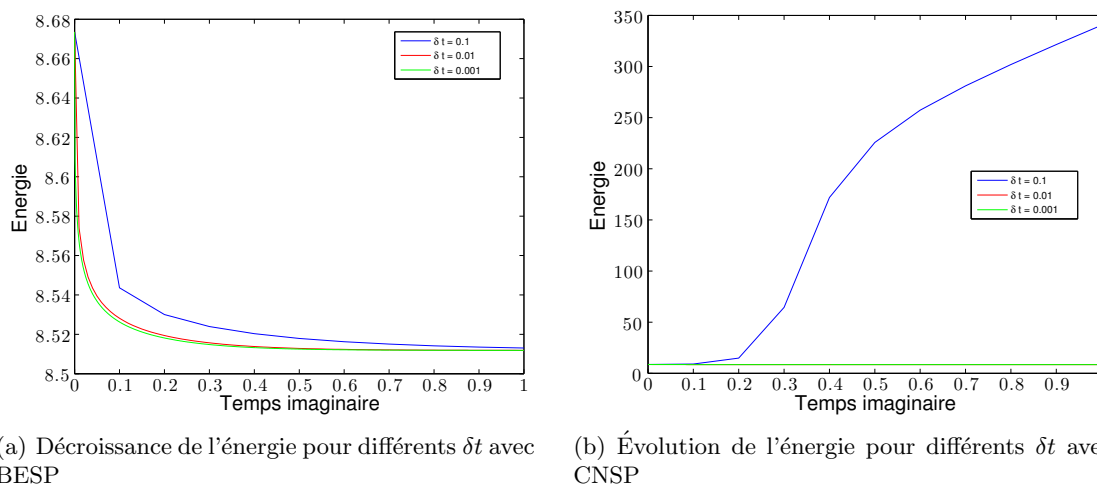 8.68
8.66
8.64
8.62
8.6
8.58
8.56
8.54
8.52
8.5
0
0.1
0.2
0.3
0.4
0.5
0.6
0.7
0.8
0.9
1
Energie
Temps imaginaire
δ t = 0.1
δ t = 0.01
δ t = 0.001
(a) Décroissance de l'énergie pour différents δt avec
BESP
350
300
250
200
150
100
50
0
0
0.1
0.2
0.3
0.4
0.5
0.6
0.7
0.8
0.9
Energie
Temps imaginaire
δ t = 0.1
δ t = 0.01
δ t = 0.001
(b) Évolution de l'énergie pour différents δt ave
CNSP